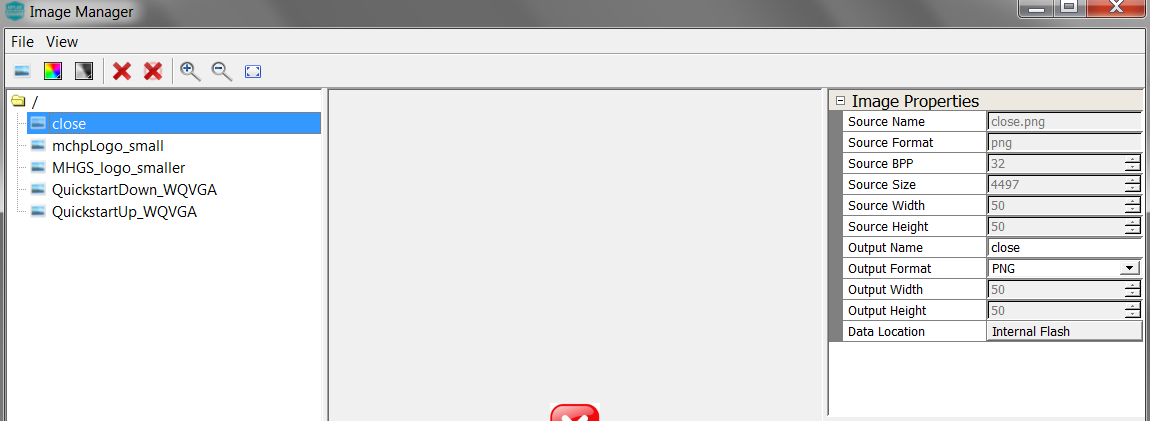 Image Manager
File View
/
close
mchpLogo_small
MHGS_logo_smaller
QuickstartDown_WQVGA
QuickstartUp_WQVGA
Image Properties
Source Name close.png
Source Format png
Source BPP 32
Source Size 4497
Source Width 50
Source Height 50
Output Name close
Output Format PNG
Output Width 50
Output Height 50
Data Location Internal Flash